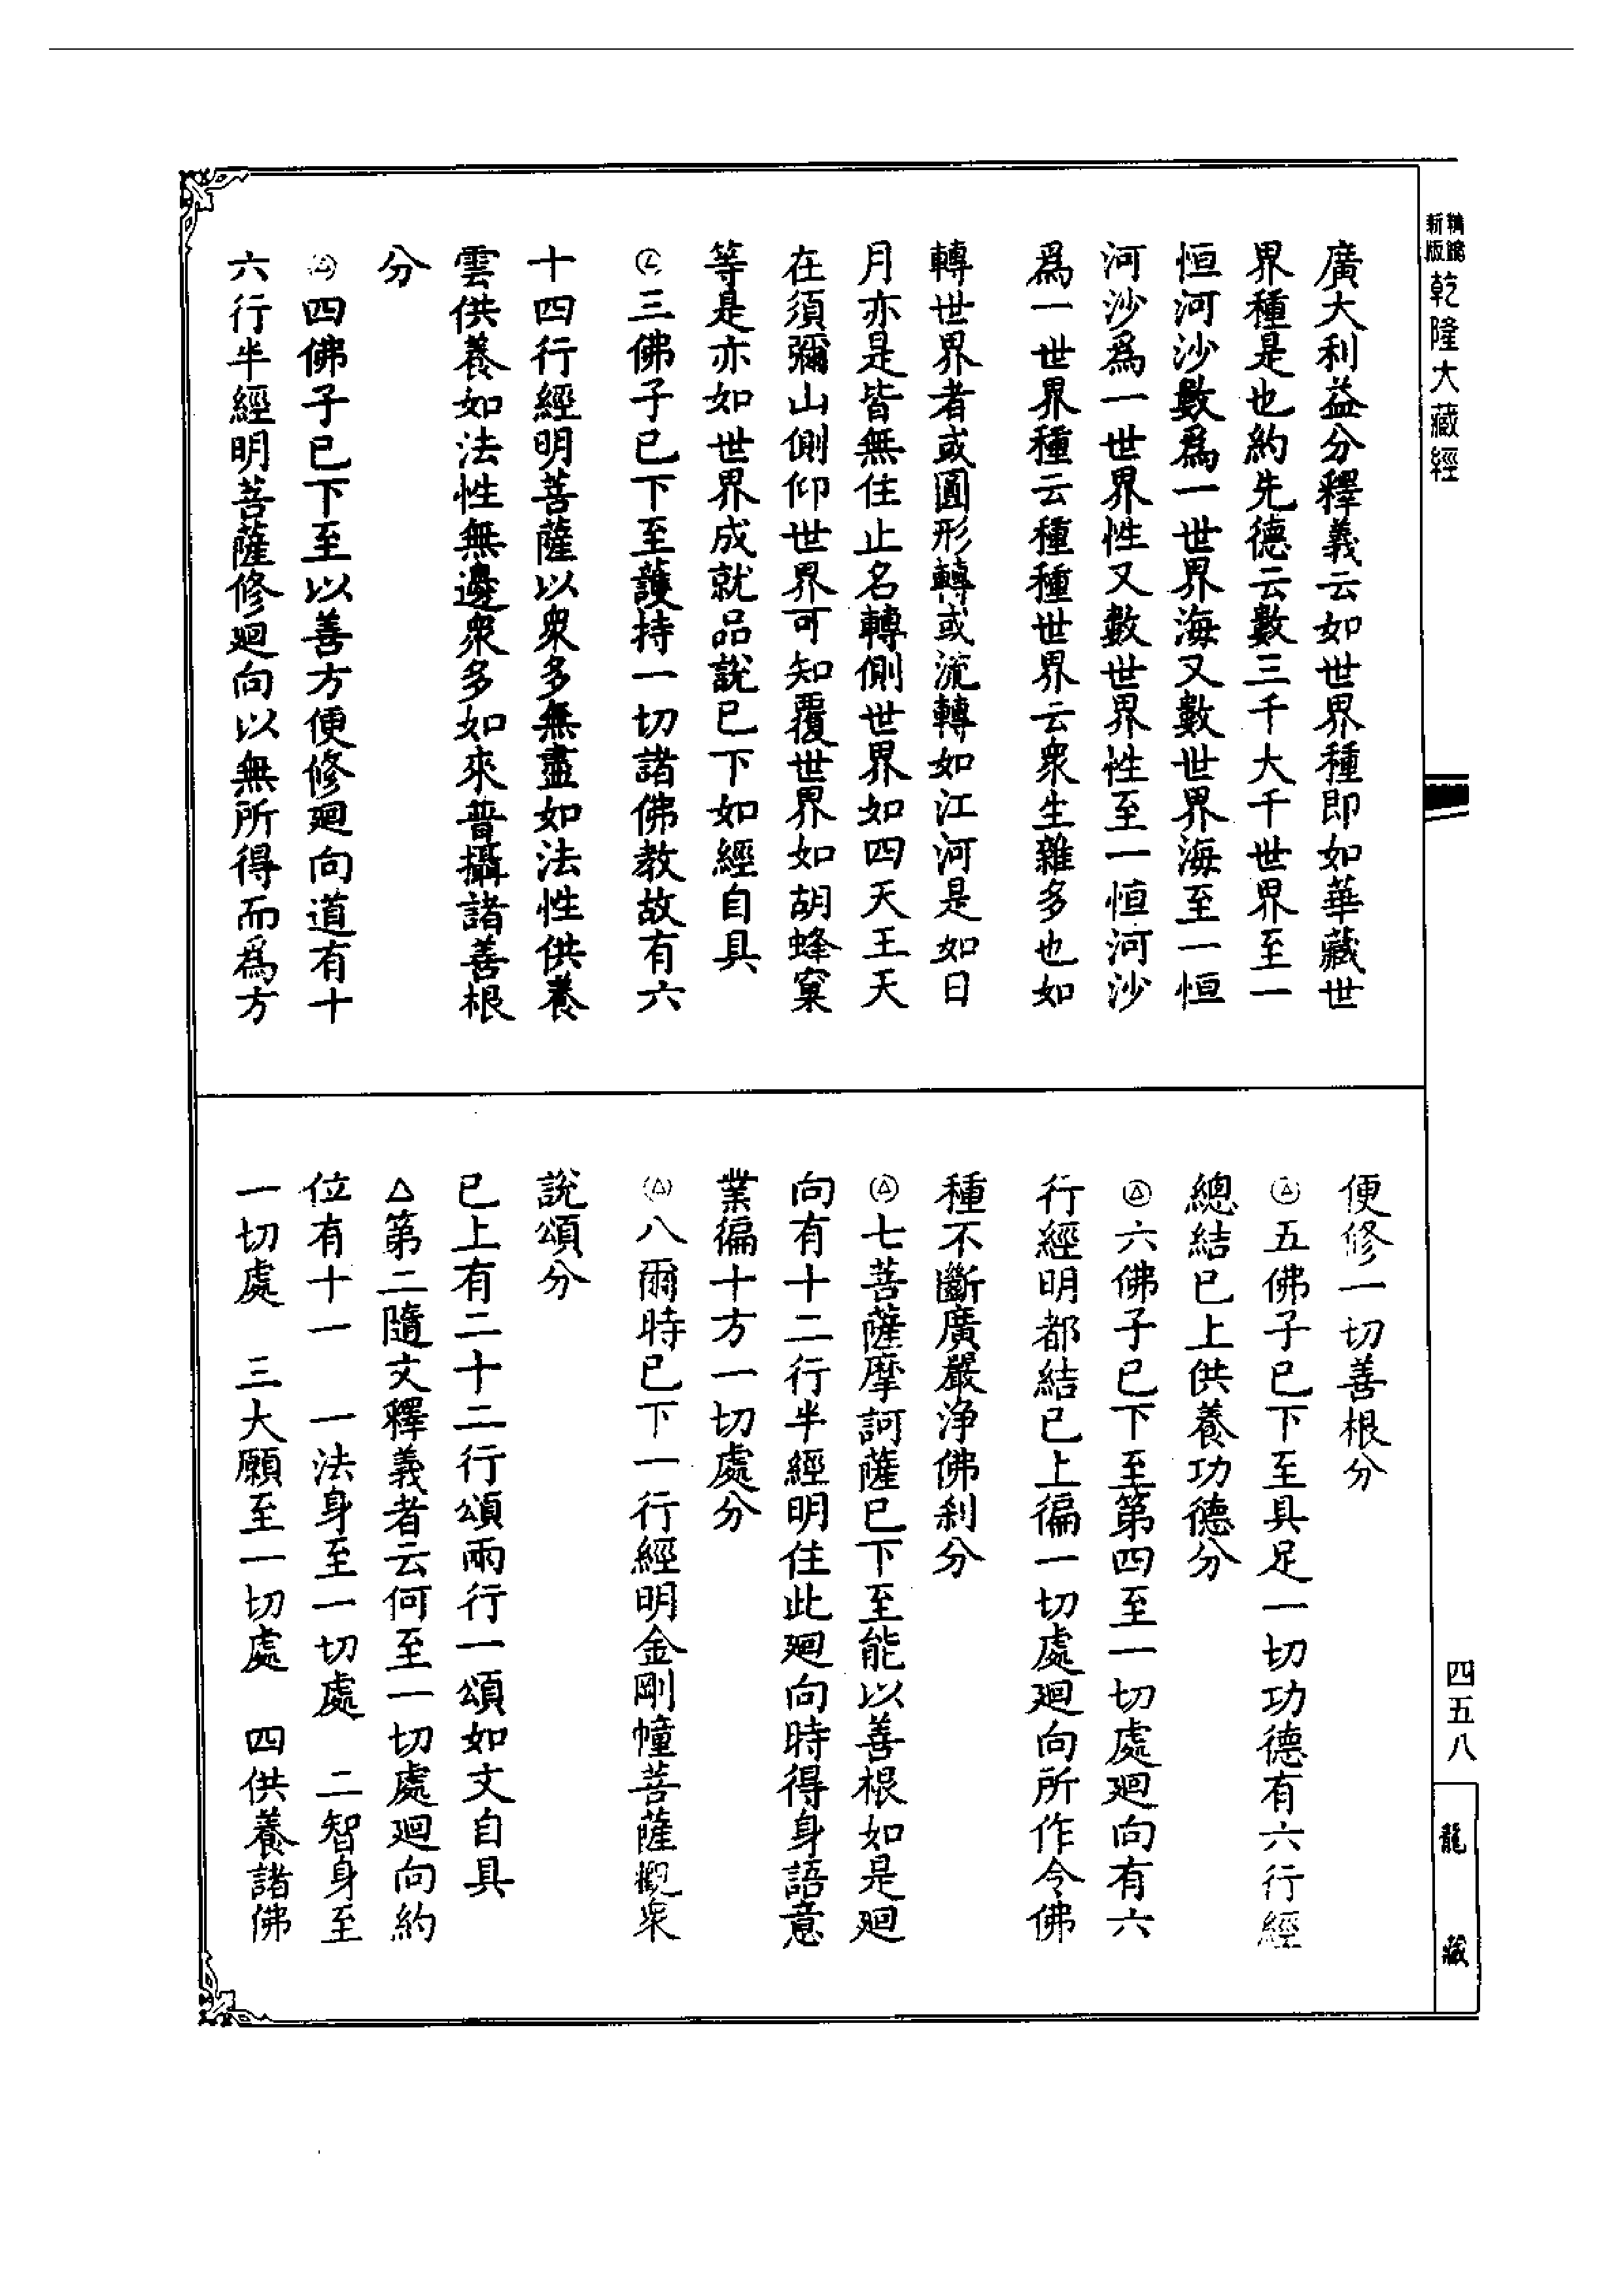 精縮新版乾隆大藏經
廣大利益分釋義云如世界種即如華藏世
界種是也約先德云數三千大千世界至一
恒河沙數爲一世界海又數世界海至一恒
河沙爲一世界性又數世界性至一恒河沙
爲一世界種云種種世界云衆生雜多也如
轉世界者或圓形轉或流轉如江河是如日
月亦是皆無住止名轉側世界如四天王天
在須彌山側仰世界可知覆世界如胡蜂窠
等是亦如世界成就品說已下如經自具
三佛子已下至護持一切諸佛教故有六
十四行經明菩薩以衆多無盡如法性供養
雲供養如法性無邊衆多如來普攝諸善根
分
㊃四佛子已下至以善方便修廻向道有十
六行半經明菩薩修廻向以無所得而爲方
便修一切善根分
五佛子已下至具足一切功德有六行經
總結已上供養功德分
六佛子已下至第四至一切處廻向有六
行經明都結已上徧一切處廻向所作令佛
種不斷廣嚴淨佛刹分
七菩薩摩訶薩已下至能以善根如是廻
向有十二行半經明住此廻向時得身語意
業徧十方一切處分
八爾時已下一行經明金剛幢菩薩觀衆
說頌分
已上有二十二行頌兩行一頌如文自具
△第二隨文釋義者云何至一切處廻向約
位有十一 一法身至一切處 二智身至
一切處 三大願至一切處 四供養諸佛
四五八
龍藏